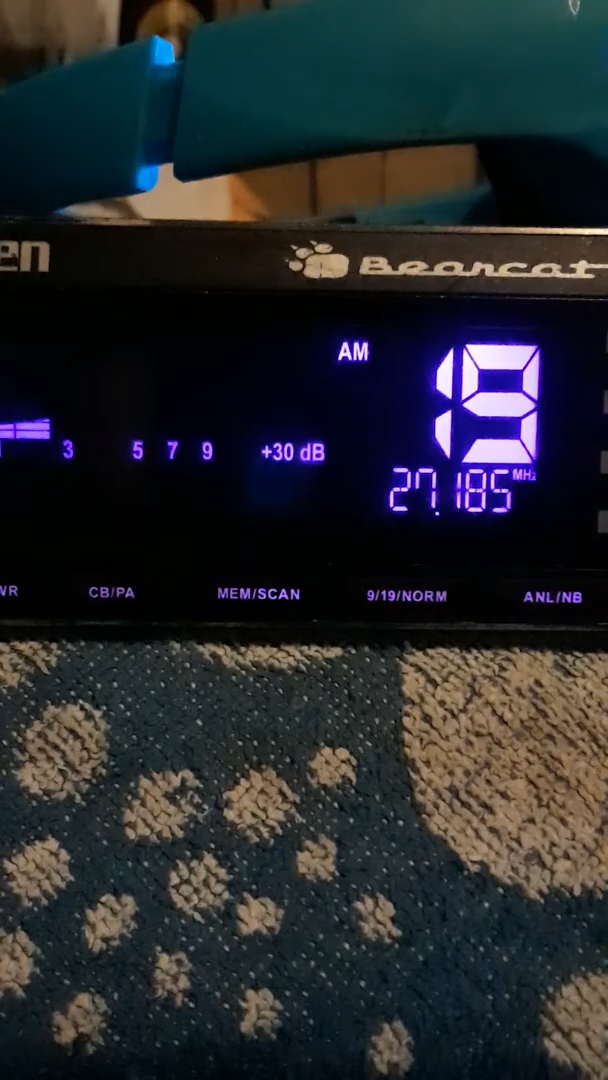 en Bearcat
AM 19
3 5 7 9 +30 dB
27.185 MHz
WR CB/PA MEM/SCAN 9/19/NORM ANL/NB